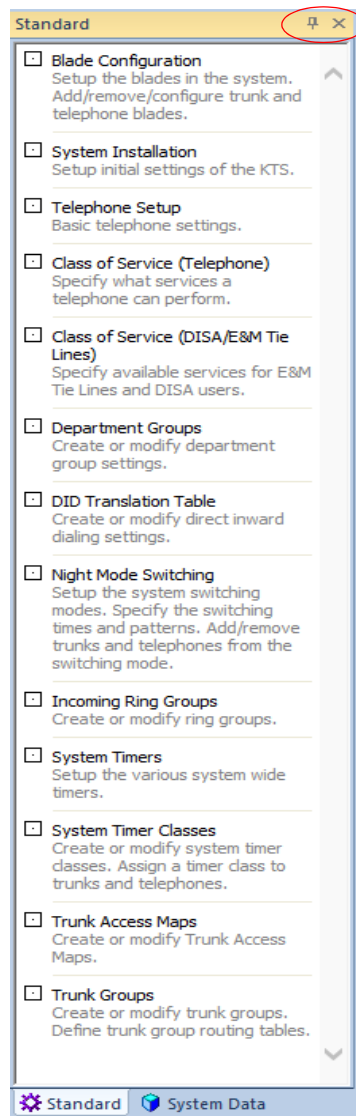 Standard
Blade Configuration
Setup the blades in the system.
Add/remove/configure trunk and
telephone blades.
System Installation
Setup initial settings of the KTS.
Telephone Setup
Basic telephone settings.
Class of Service (Telephone)
Specify what services a
telephone can perform.
Class of Service (DISA/E&M Tie
Lines)
Specify available services for E&M
Tie Lines and DISA users.
Department Groups
Create or modify department
group settings.
DID Translation Table
Create or modify direct inward
dialing settings.
Night Mode Switching
Setup the system switching
modes. Specify the switching
times and patterns. Add/remove
trunks and telephones from the
switching mode.
Incoming Ring Groups
Create or modify ring groups.
System Timers
Setup the various system wide
timers.
System Timer Classes
Create or modify system timer
classes. Assign a timer class to
trunks and telephones.
Trunk Access Maps
Create or modify Trunk Access
Maps.
Trunk Groups
Create or modify trunk groups.
Define trunk group routing tables.
Standard System Data